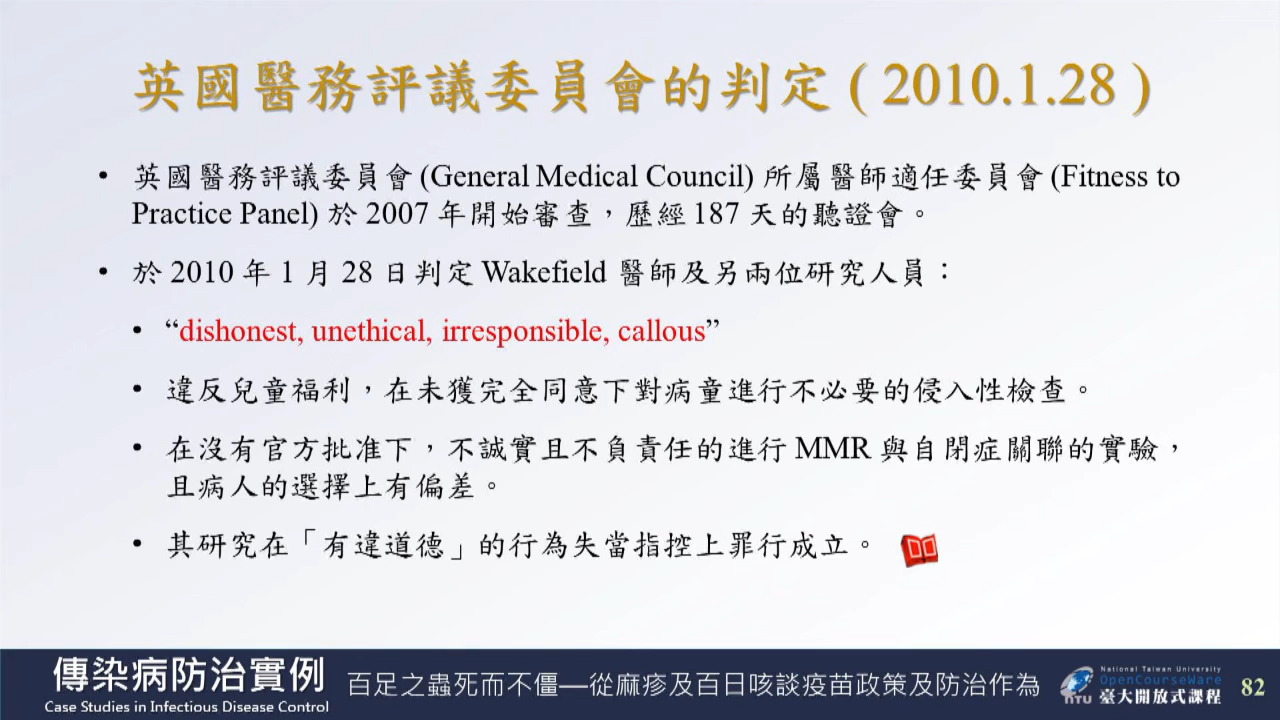 英國醫務評議委員會的判定 ( 2010.1.28 )
• 英國醫務評議委員會 (General Medical Council) 所屬醫師適任委員會 (Fitness to
Practice Panel) 於 2007 年開始審查，歷經 187 天的聽證會。
• 於 2010 年 1 月 28 日判定 Wakefield 醫師及另兩位研究人員：
• “dishonest, unethical, irresponsible, callous”
• 違反兒童福利，在未獲完全同意下對病童進行不必要的侵入性檢查。
• 在沒有官方批准下，不誠實且不負責任的進行 MMR 與自閉症關聯的實驗，
且病人的選擇上有偏差。
• 其研究在「有違道德」的行為失當指控上罪行成立。
傳染病防治實例
Case Studies in Infectious Disease Control
百足之蟲死而不僵—從麻疹及百日咳談疫苗政策及防治作為
National Taiwan University
OpenCourseWare
NTU 臺大開放式課程
82